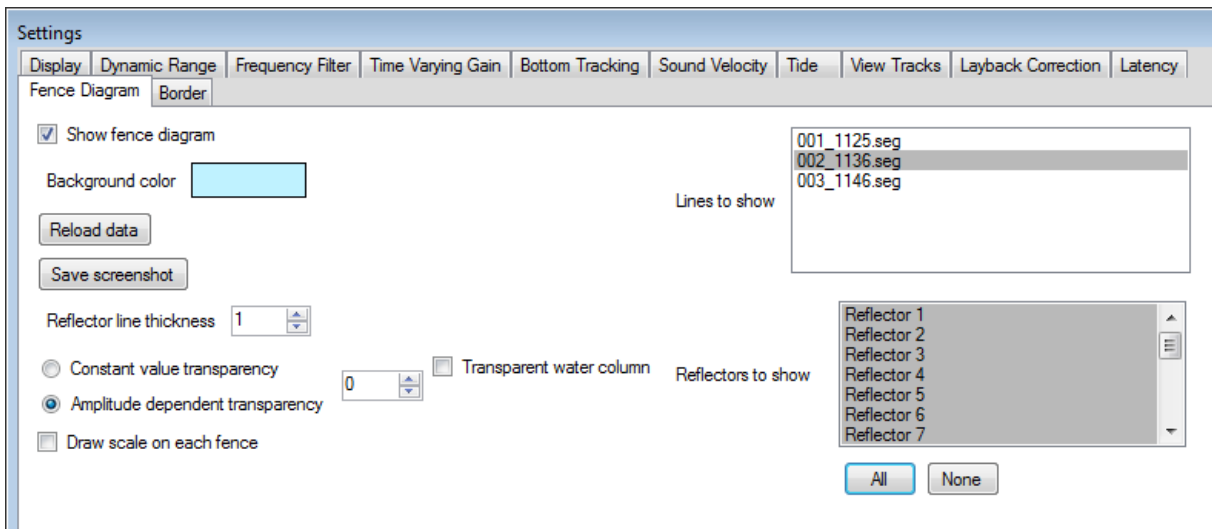 Settings
Display Dynamic Range Frequency Filter Time Varying Gain Bottom Tracking Sound Velocity Tide View Tracks Layback Correction Latency
Fence Diagram Border
Show fence diagram
Background color
Reload data
Save screenshot
Reflector line thickness 1
Constant value transparency
Amplitude dependent transparency
0
Transparent water column
Draw scale on each fence
Lines to show
001_1125.seg
002_1136.seg
003_1146.seg
Reflectors to show
Reflector 1
Reflector 2
Reflector 3
Reflector 4
Reflector 5
Reflector 6
Reflector 7
All None